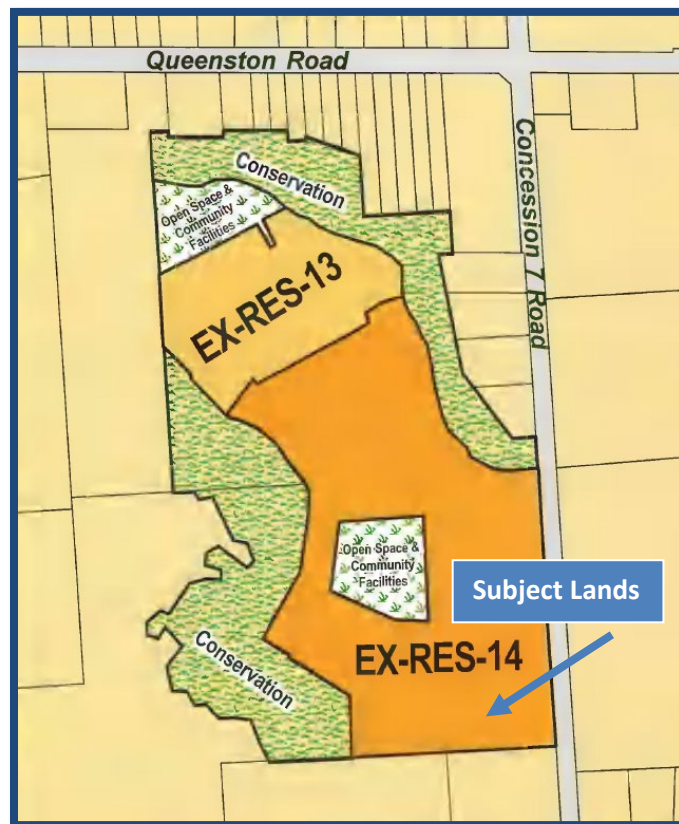 Queenston Road
Conservation
Concession 7 Road
Open Space &
Community
Facilities
EX-RES-13
Open Space &
Community
Facilities
Subject Lands
Conservation
EX-RES-14